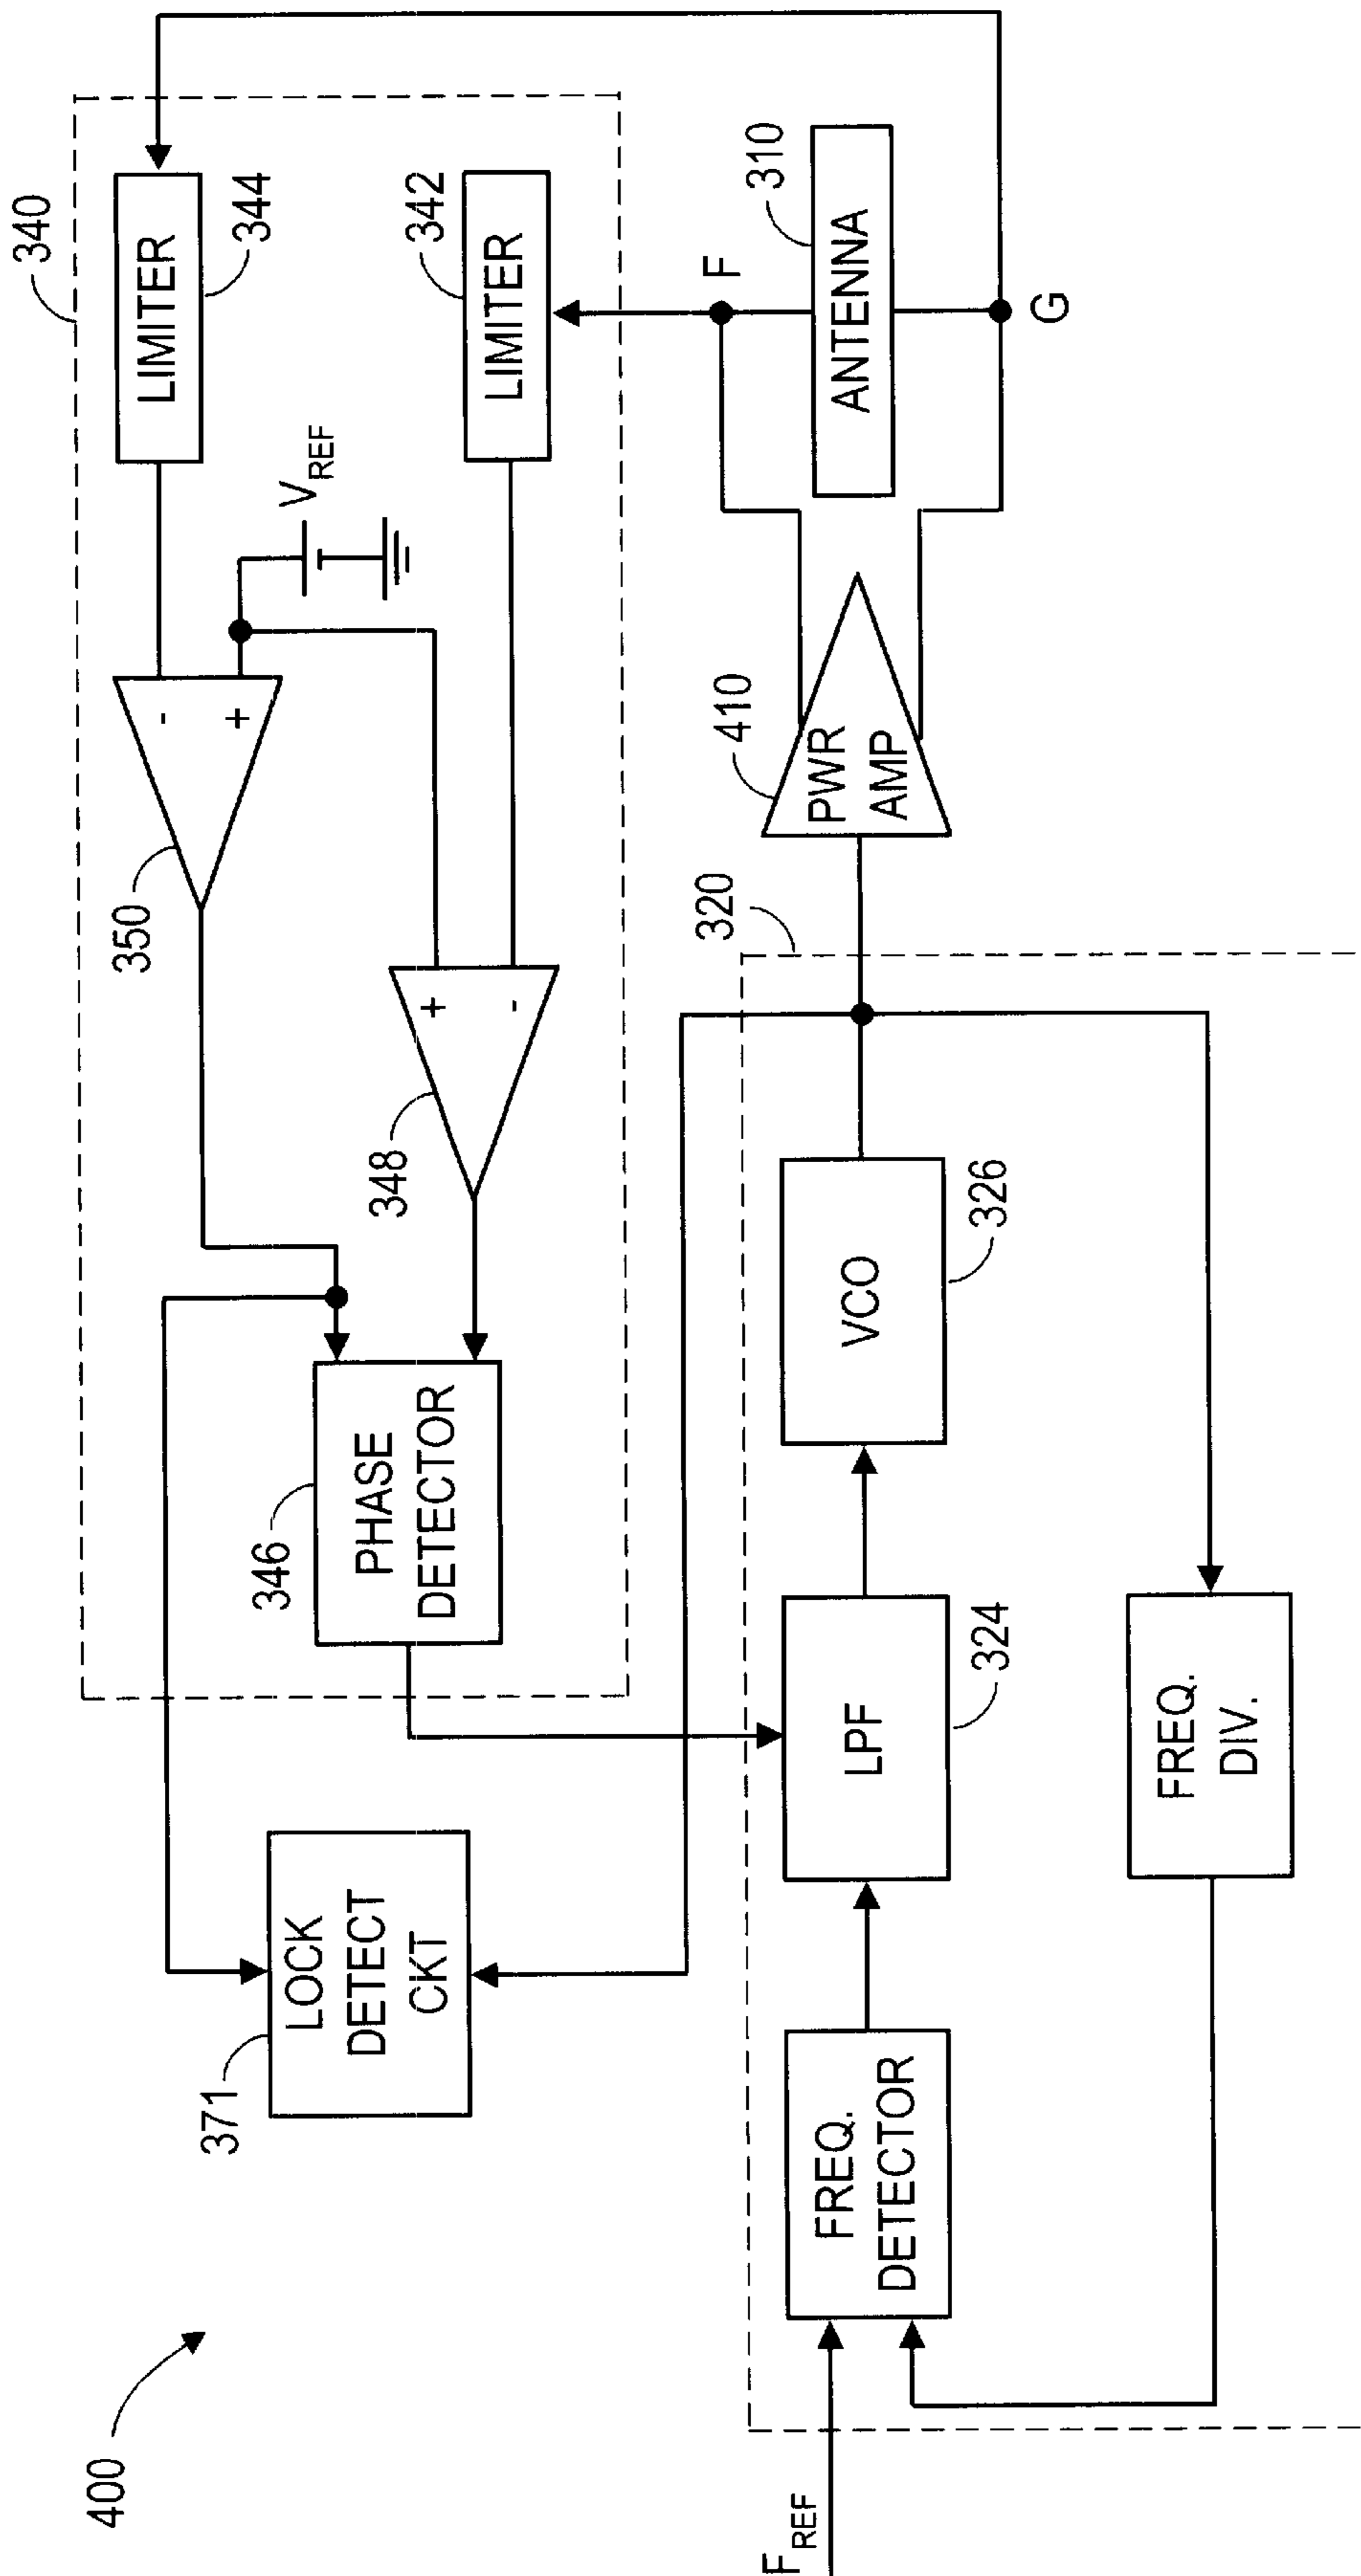 400
340
LIMITER
344
LIMITER
342
V REF
-
+
350
+
-
348
PHASE
DETECTOR
346
LOCK
DETECT
CKT
371
F
ANTENNA
310
G
PWR
AMP
410
320
VCO
326
LPF
324
FREQ.
DETECTOR
FREQ.
DIV.
F REF